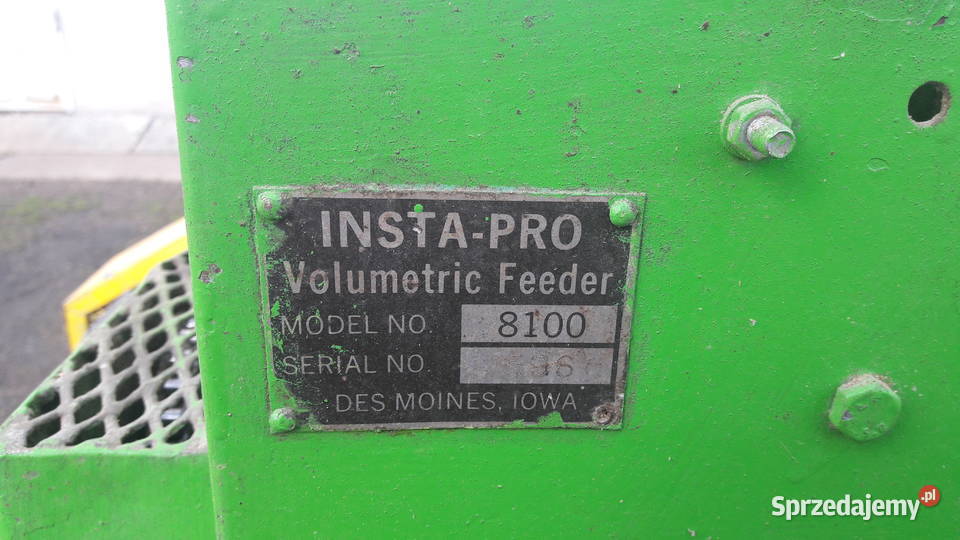 INSTA-PRO
Volumetric Feeder
MODEL NO. 8100
SERIAL NO.
DES MOINES, IOWA
Sprzedajemy.pl